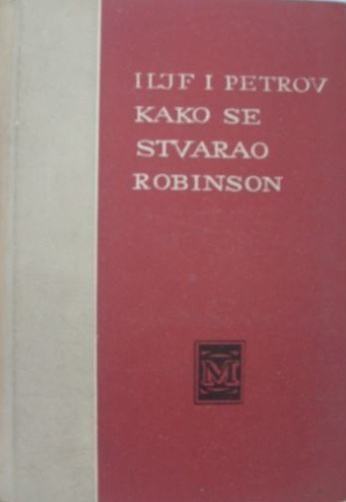 ILJF I PETROV
KAKO SE
STVARAO
ROBINSON
M